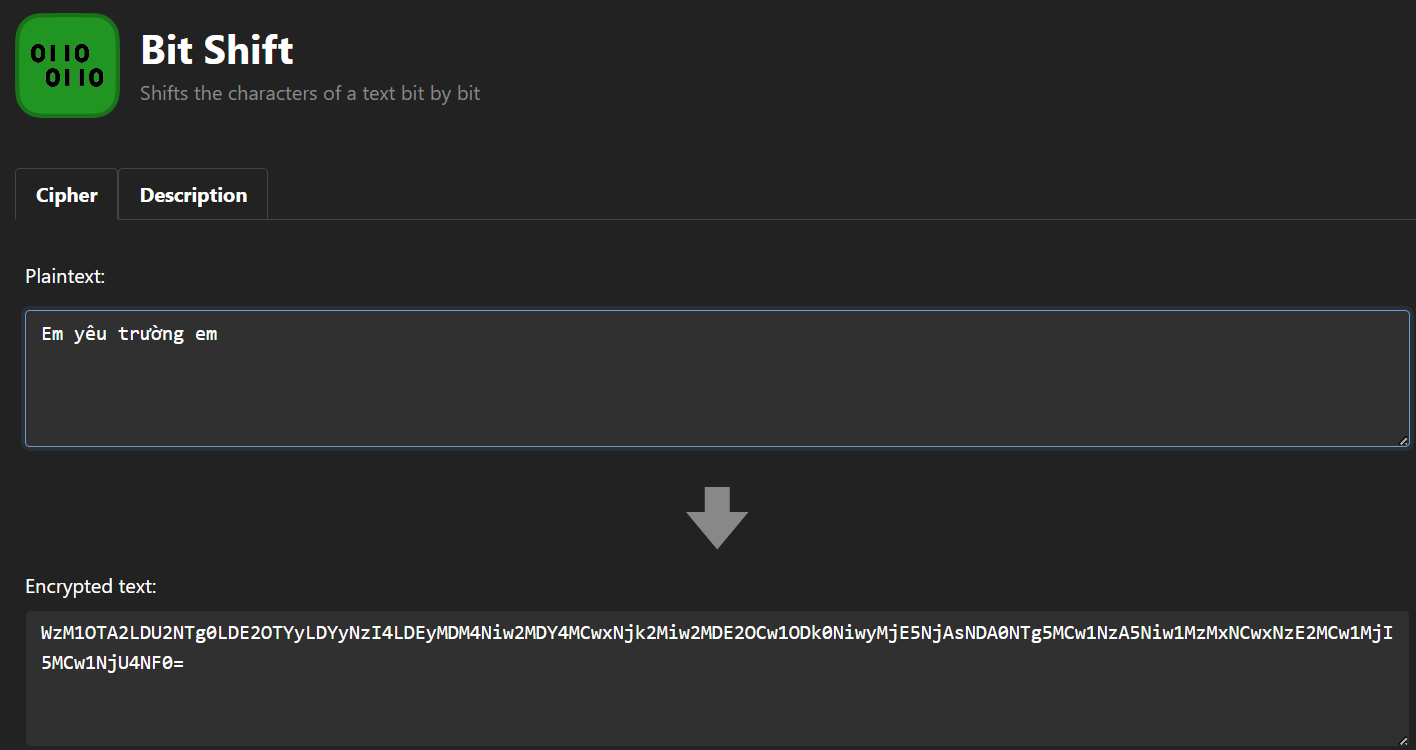 0110
0110
Bit Shift
Shifts the characters of a text bit by bit
Cipher
Description
Plaintext:
Em yêu trường em
Encrypted text:
WzM1OTA2LDU2NTg0LDE2OTYyLDYyNzI4LDEyMDM4Niw2MDY4MCwxNjk2Miw2MDE2OCw1ODk0NiwyMjE5NjAsNDA0NTg5MCw1NzA5Niw1MzMxNCwxNzE2MCw1MjI
5MCw1NjU4NF0=